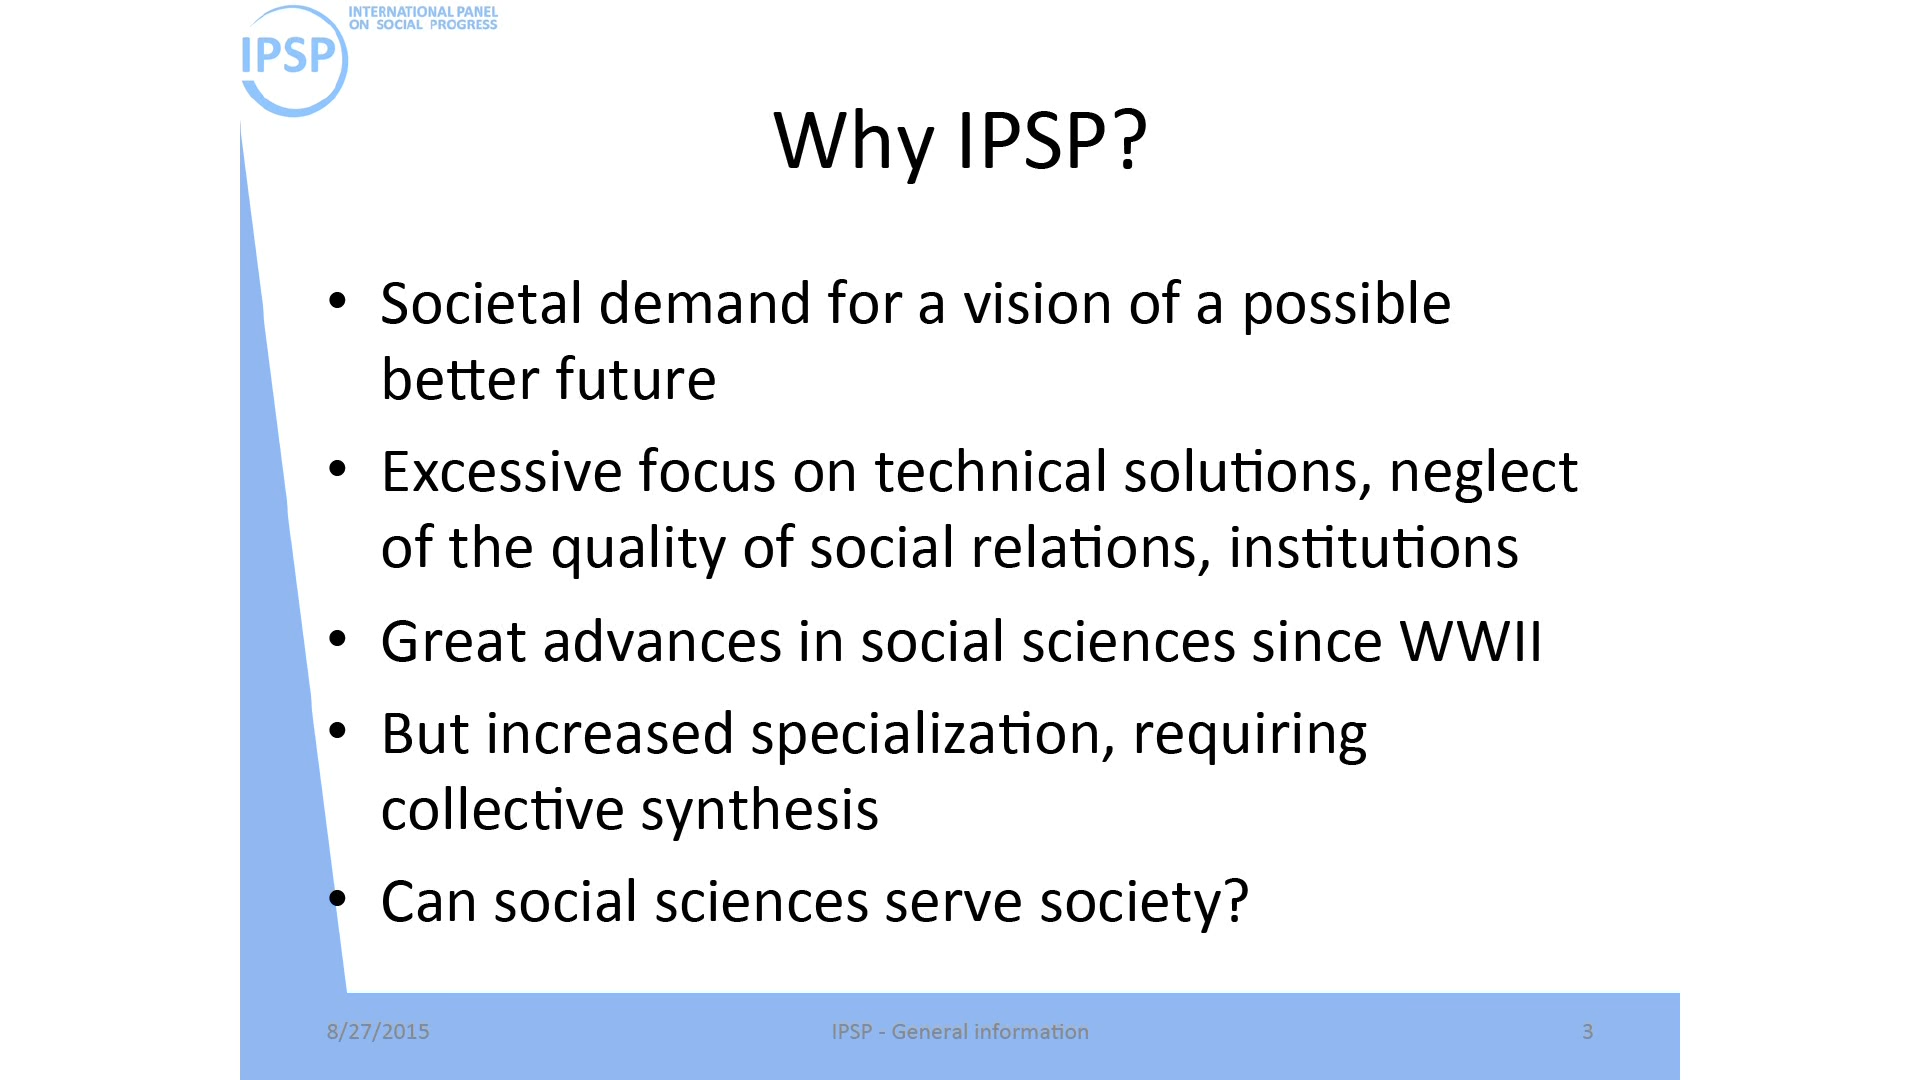 INTERNATIONAL PANEL
ON SOCIAL PROGRESS
IPSP
Why IPSP?
• Societal demand for a vision of a possible
better future
• Excessive focus on technical solutions, neglect
of the quality of social relations, institutions
• Great advances in social sciences since WWII
• But increased specialization, requiring
collective synthesis
• Can social sciences serve society?
8/27/2015
IPSP - General information
3